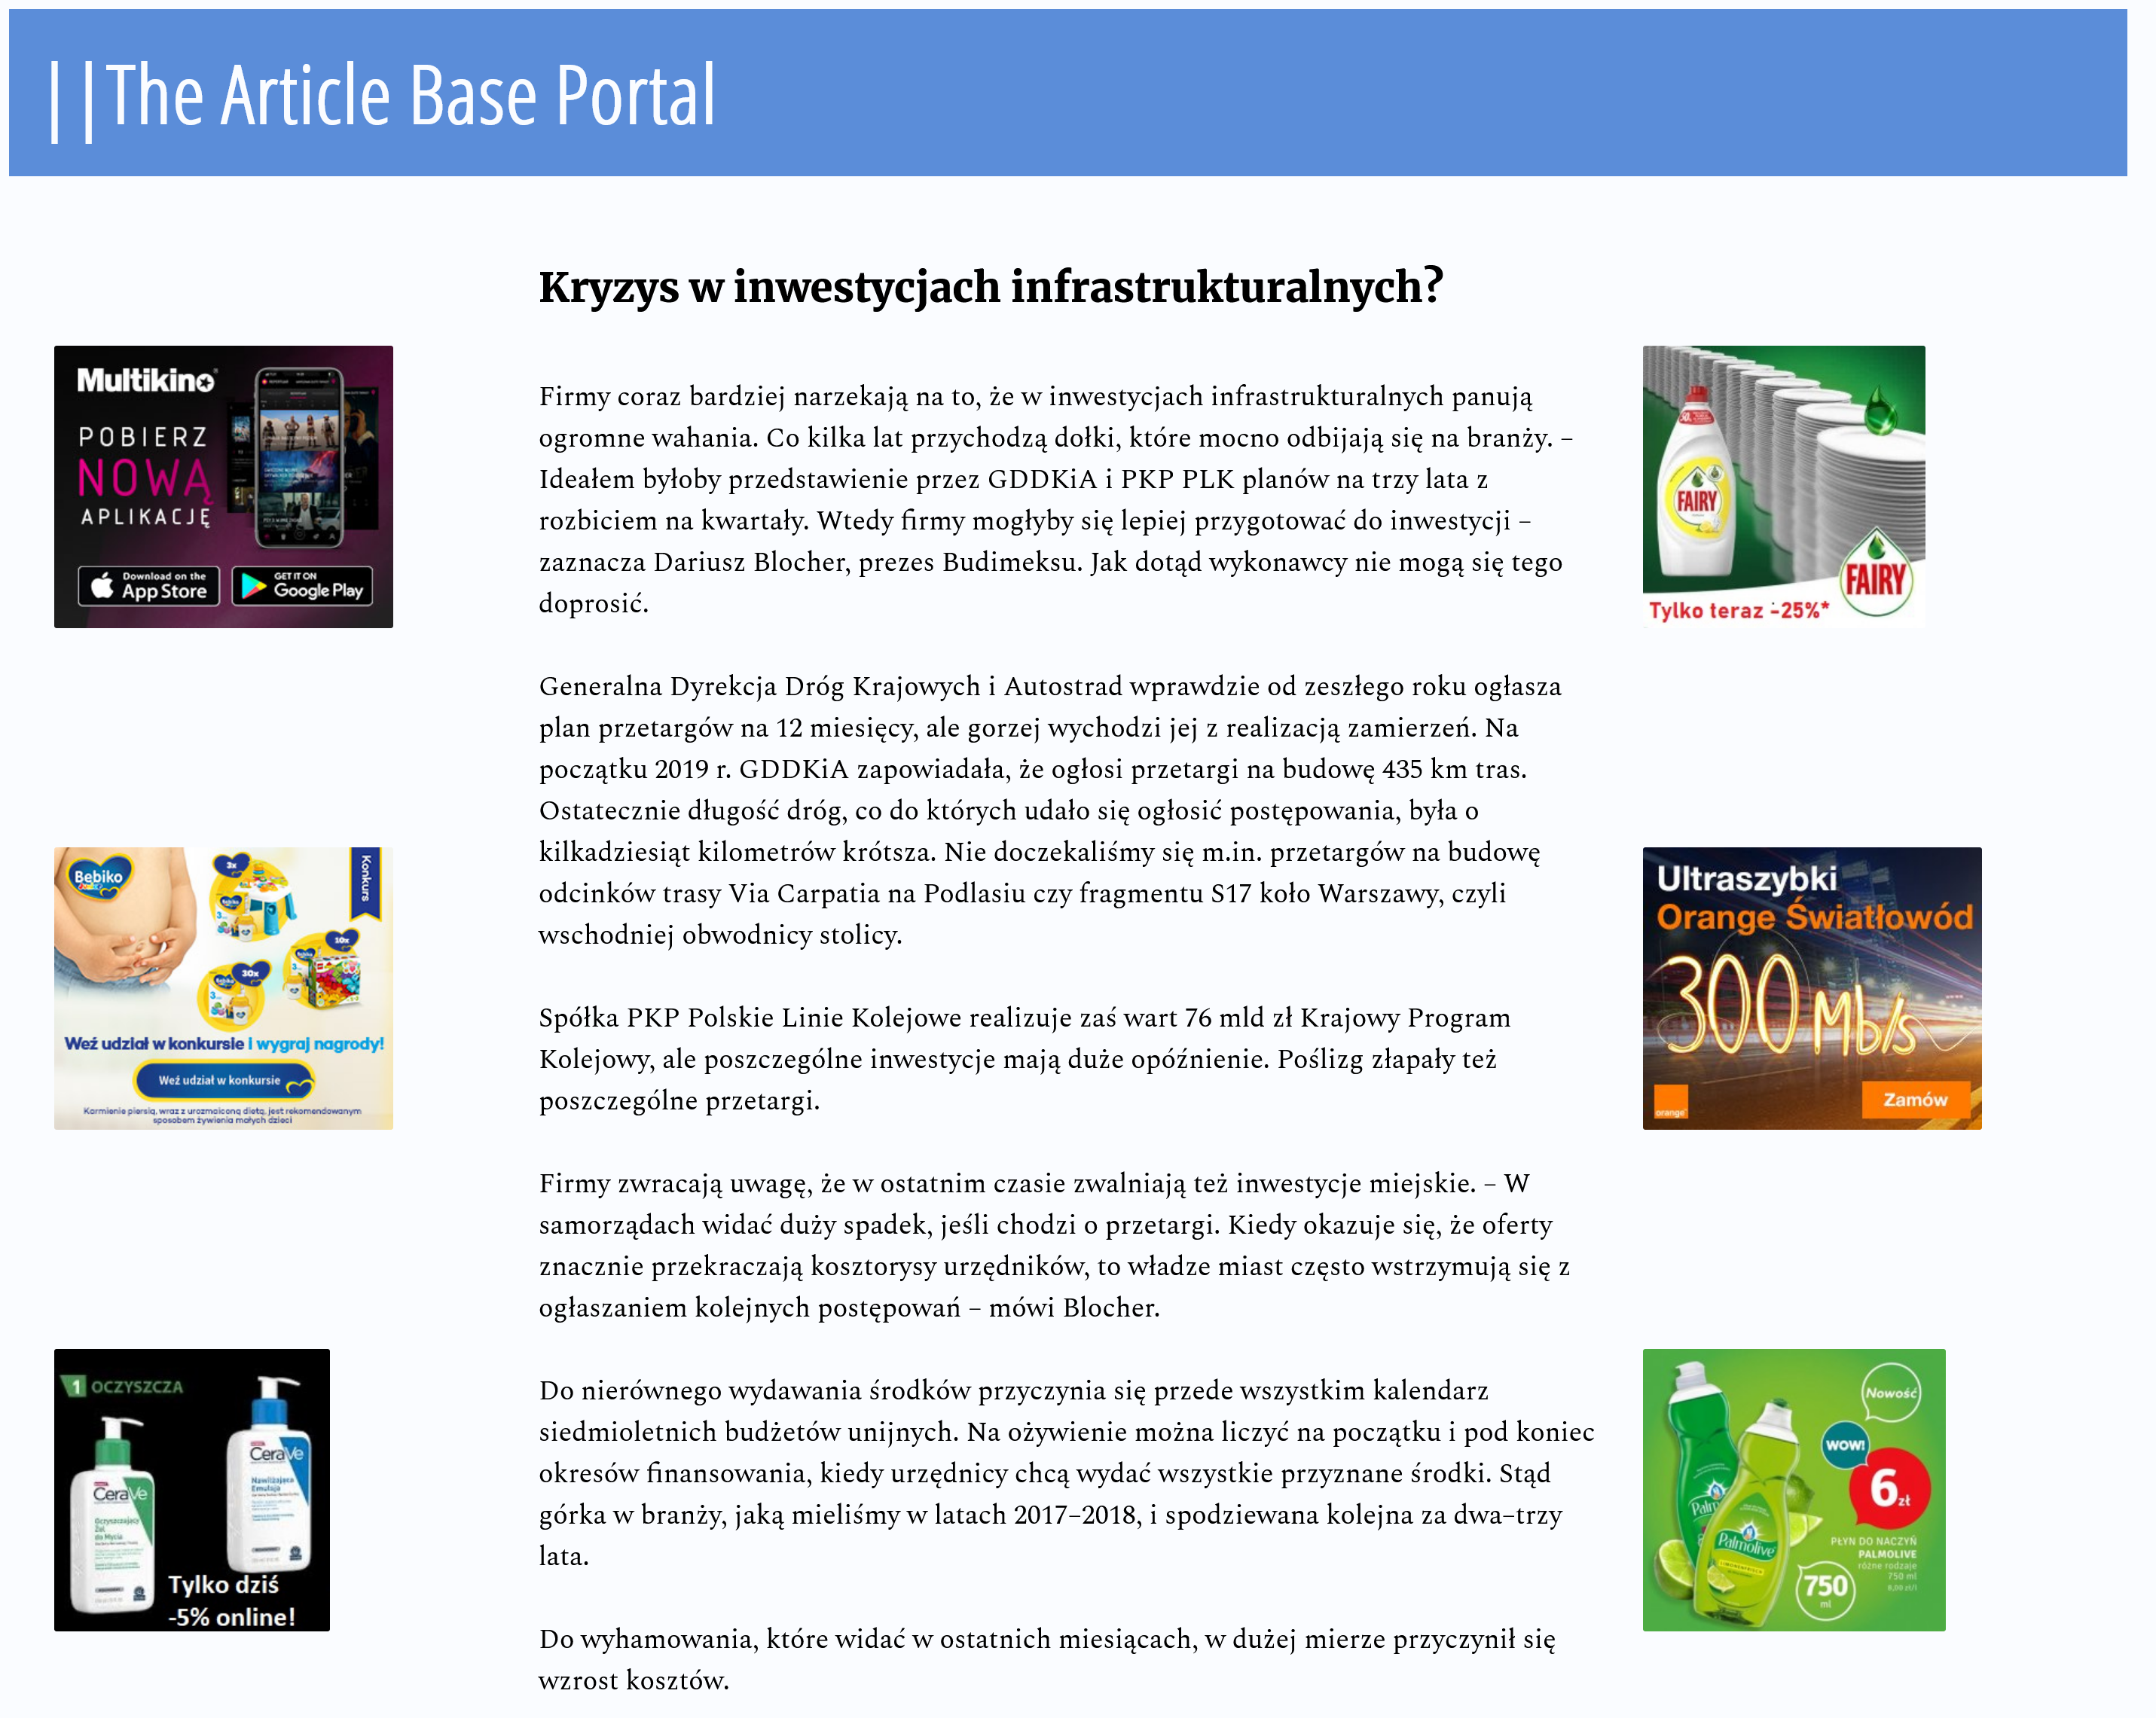 ||The Article Base Portal
Kryzys w inwestycjach infrastrukturalnych?
Firmy coraz bardziej narzekają na to, że w inwestycjach infrastrukturalnych panują
ogromne wahania. Co kilka lat przychodzą dołki, które mocno odbijają się na branży. –
Ideałem byłoby przedstawienie przez GDDKiA i PKP PLK planów na trzy lata z
rozbiciem na kwartały. Wtedy firmy mogłyby się lepiej przygotować do inwestycji –
zaznacza Dariusz Blocher, prezes Budimeksu. Jak dotąd wykonawcy nie mogą się tego
doprosić.
Generalna Dyrekcja Dróg Krajowych i Autostrad wprawdzie od zeszłego roku ogłasza
plan przetargów na 12 miesięcy, ale gorzej wychodzi jej z realizacją zamierzeń. Na
początku 2019 r. GDDKiA zapowiadała, że ogłosi przetargi na budowę 435 km tras.
Ostatecznie długość dróg, co do których udało się ogłosić postępowania, była o
kilkadziesiąt kilometrów krótsza. Nie doczekaliśmy się m.in. przetargów na budowę
odcinków trasy Via Carpatia na Podlasiu czy fragmentu S17 koło Warszawy, czyli
wschodniej obwodnicy stolicy.
Spółka PKP Polskie Linie Kolejowe realizuje zaś wart 76 mld zł Krajowy Program
Kolejowy, ale poszczególne inwestycje mają duże opóźnienie. Poślizg złapały też
poszczególne przetargi.
Firmy zwracają uwagę, że w ostatnim czasie zwalniają też inwestycje miejskie. – W
samorządach widać duży spadek, jeśli chodzi o przetargi. Kiedy okazuje się, że oferty
znacznie przekraczają kosztorysy urzędników, to władze miast często wstrzymują się z
ogłaszaniem kolejnych postępowań – mówi Blocher.
Do nierównego wydawania środków przyczynia się przede wszystkim kalendarz
siedmioletnich budżetów unijnych. Na ożywienie można liczyć na początku i pod koniec
okresów finansowania, kiedy urzędnicy chcą wydać wszystkie przyznane środki. Stąd
górka w branży, jaką mieliśmy w latach 2017–2018, i spodziewana kolejna za dwa–trzy
lata.
Do wyhamowania, które widać w ostatnich miesiącach, w dużej mierze przyczynił się
wzrost kosztów.
Multikino
POBIERZ
NOWĄ
APLIKACJĘ
Download on the
App Store
GET IT ON
Google Play
Bebiko
Konkurs
3x
10x
30x
Weź udział w konkursie i wygraj nagrody!
Weź udział w konkursie
Karmienie piersią, wraz z urozmaiconą dietą, jest rekomendowanym
sposobem żywienia małych dzieci
1 OCZYSZCZA
CeraVe
Nawilżająca
Emulsja
CeraVe
Oczyszczający
Żel
do Mycia
Tylko dziś
-5% online!
FAIRY
FAIRY
Tylko teraz -25%*
Ultraszybki
Orange Światłowód
300 Mb/s
orange
Zamów
Nowość
WOW!
6 zł
Palmolive
PŁYN DO NACZYŃ
PALMOLIVE
różne rodzaje
750 ml
8,00 zł/l
750
ml